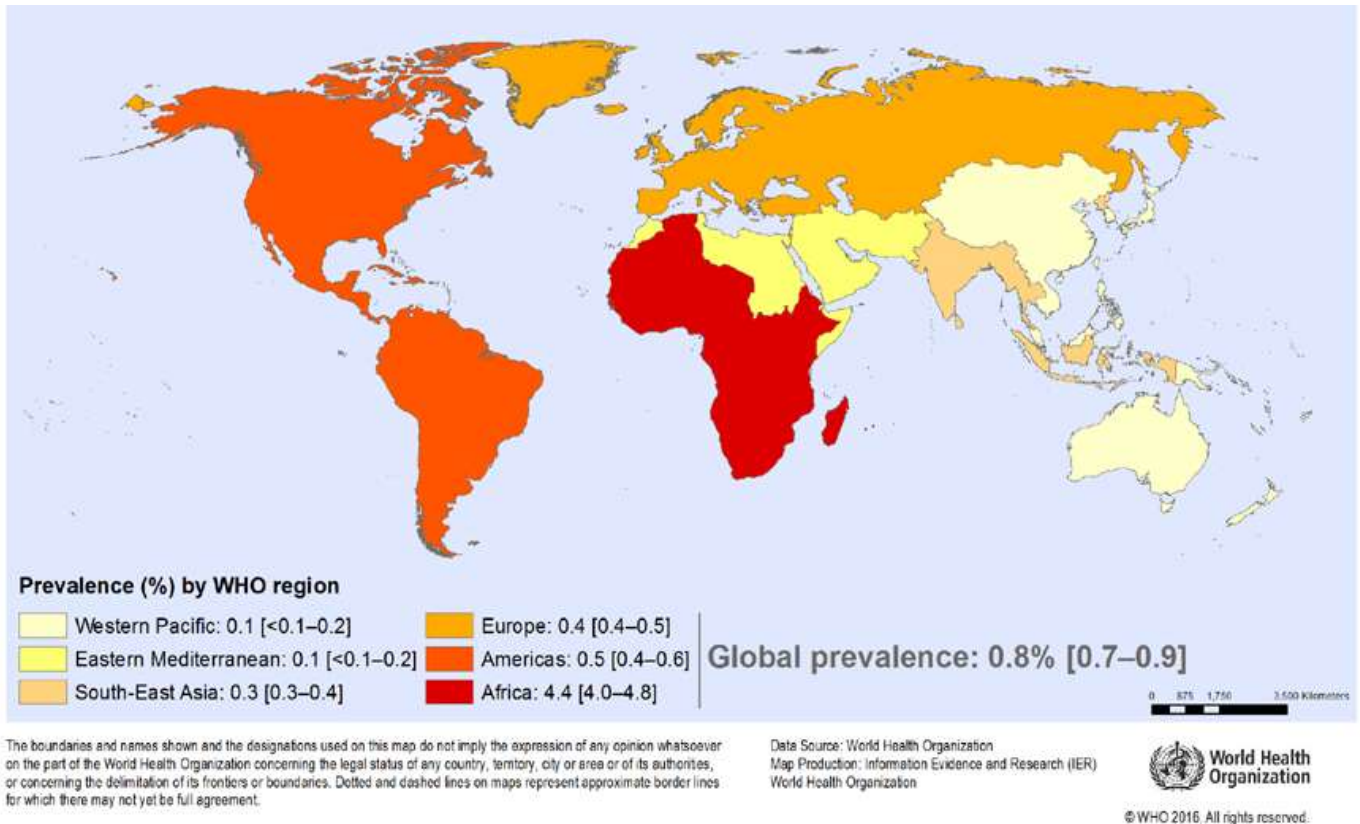 Prevalence (%) by WHO region
Western Pacific: 0.1 [<0.1–0.2]
Eastern Mediterranean: 0.1 [<0.1–0.2]
South-East Asia: 0.3 [0.3–0.4]
Europe: 0.4 [0.4–0.5]
Americas: 0.5 [0.4–0.6]
Africa: 4.4 [4.0–4.8]
Global prevalence: 0.8% [0.7–0.9]
0 875 1,750 3,500 Kilometers
The boundaries and names shown and the designations used on this map do not imply the expression of any opinion whatsoever
on the part of the World Health Organization concerning the legal status of any country, territory, city or area or of its authorities,
or concerning the delimitation of its frontiers or boundaries. Dotted and dashed lines on maps represent approximate border lines
for which there may not yet be full agreement.
Data Source: World Health Organization
Map Production: Information Evidence and Research (IER)
World Health Organization
World Health
Organization
© WHO 2016. All rights reserved.